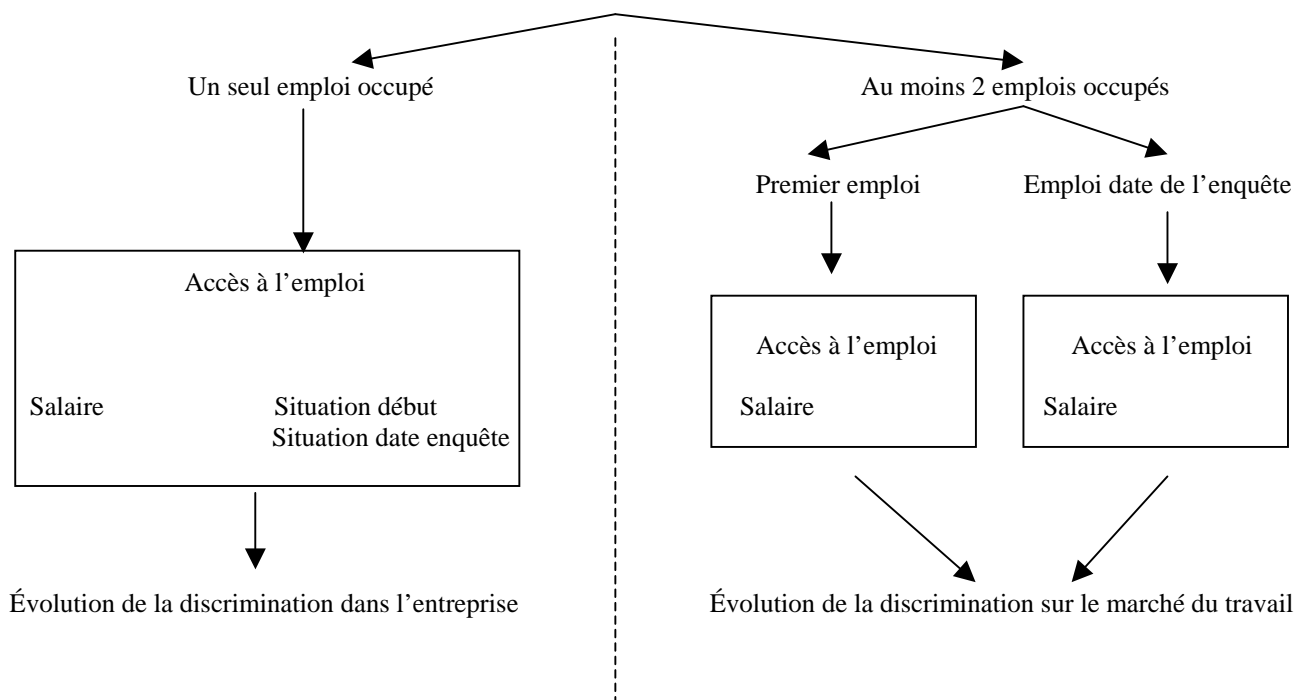 Un seul emploi occupé
Au moins 2 emplois occupés
Premier emploi
Emploi date de l’enquête
Accès à l’emploi
Salaire
Situation début
Situation date enquête
Accès à l’emploi
Salaire
Accès à l’emploi
Salaire
Évolution de la discrimination dans l’entreprise
Évolution de la discrimination sur le marché du travail